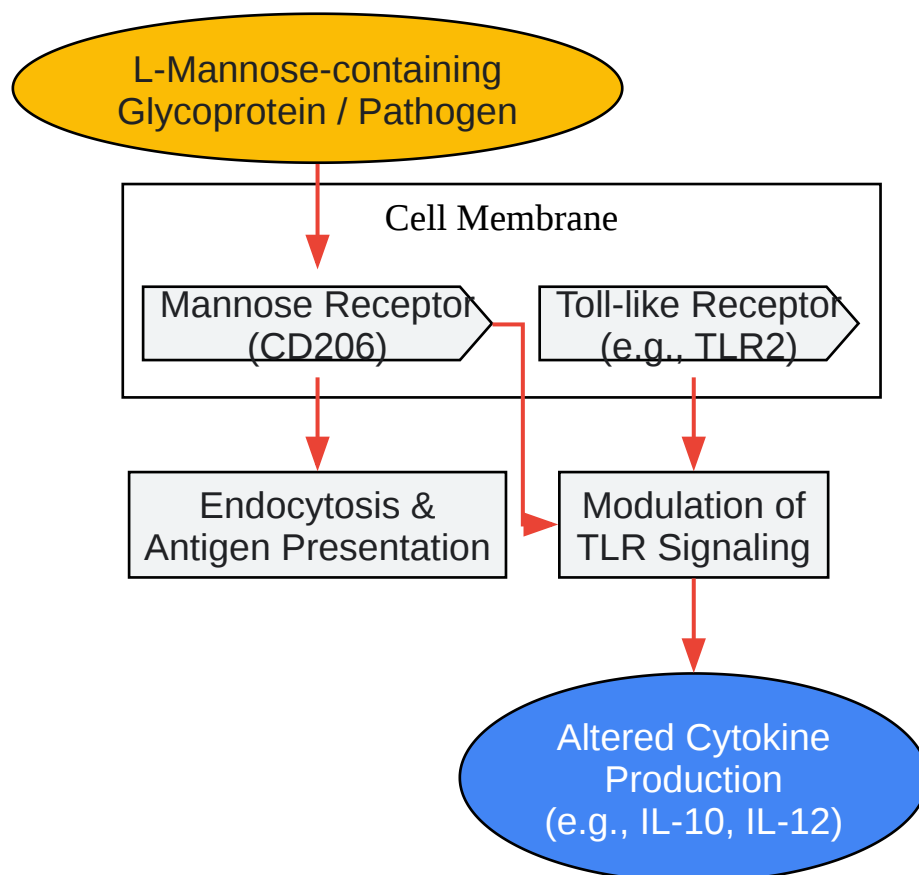 L-Mannose-containing
Glycoprotein / Pathogen
Cell Membrane
Mannose Receptor
(CD206)
Toll-like Receptor
(e.g., TLR2)
Endocytosis &
Antigen Presentation
Modulation of
TLR Signaling
Altered Cytokine
Production
(e.g., IL-10, IL-12)